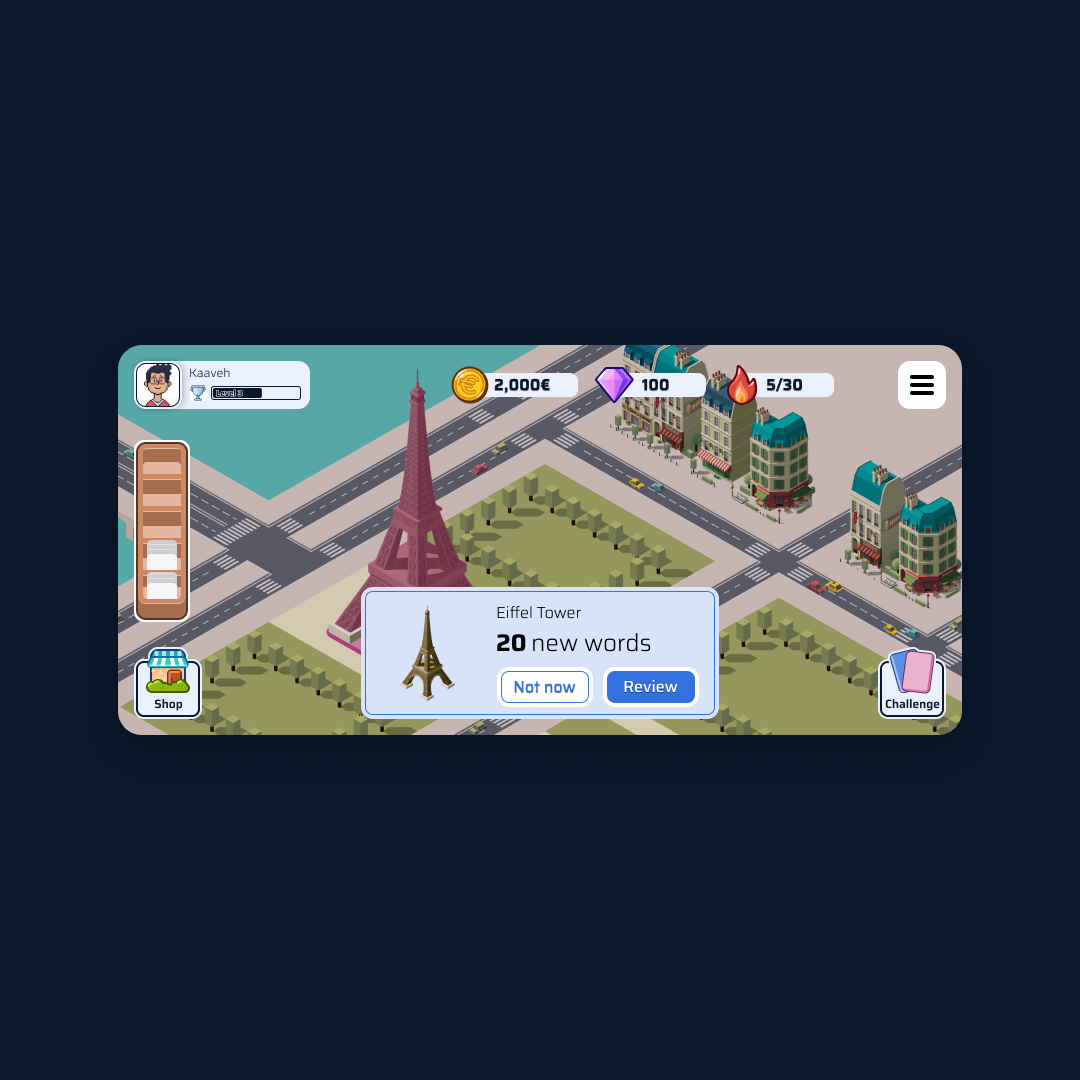 Kaaveh
Level 3
2,000€
100
5/30
Eiffel Tower
20 new words
Not now
Review
Shop
Challenge